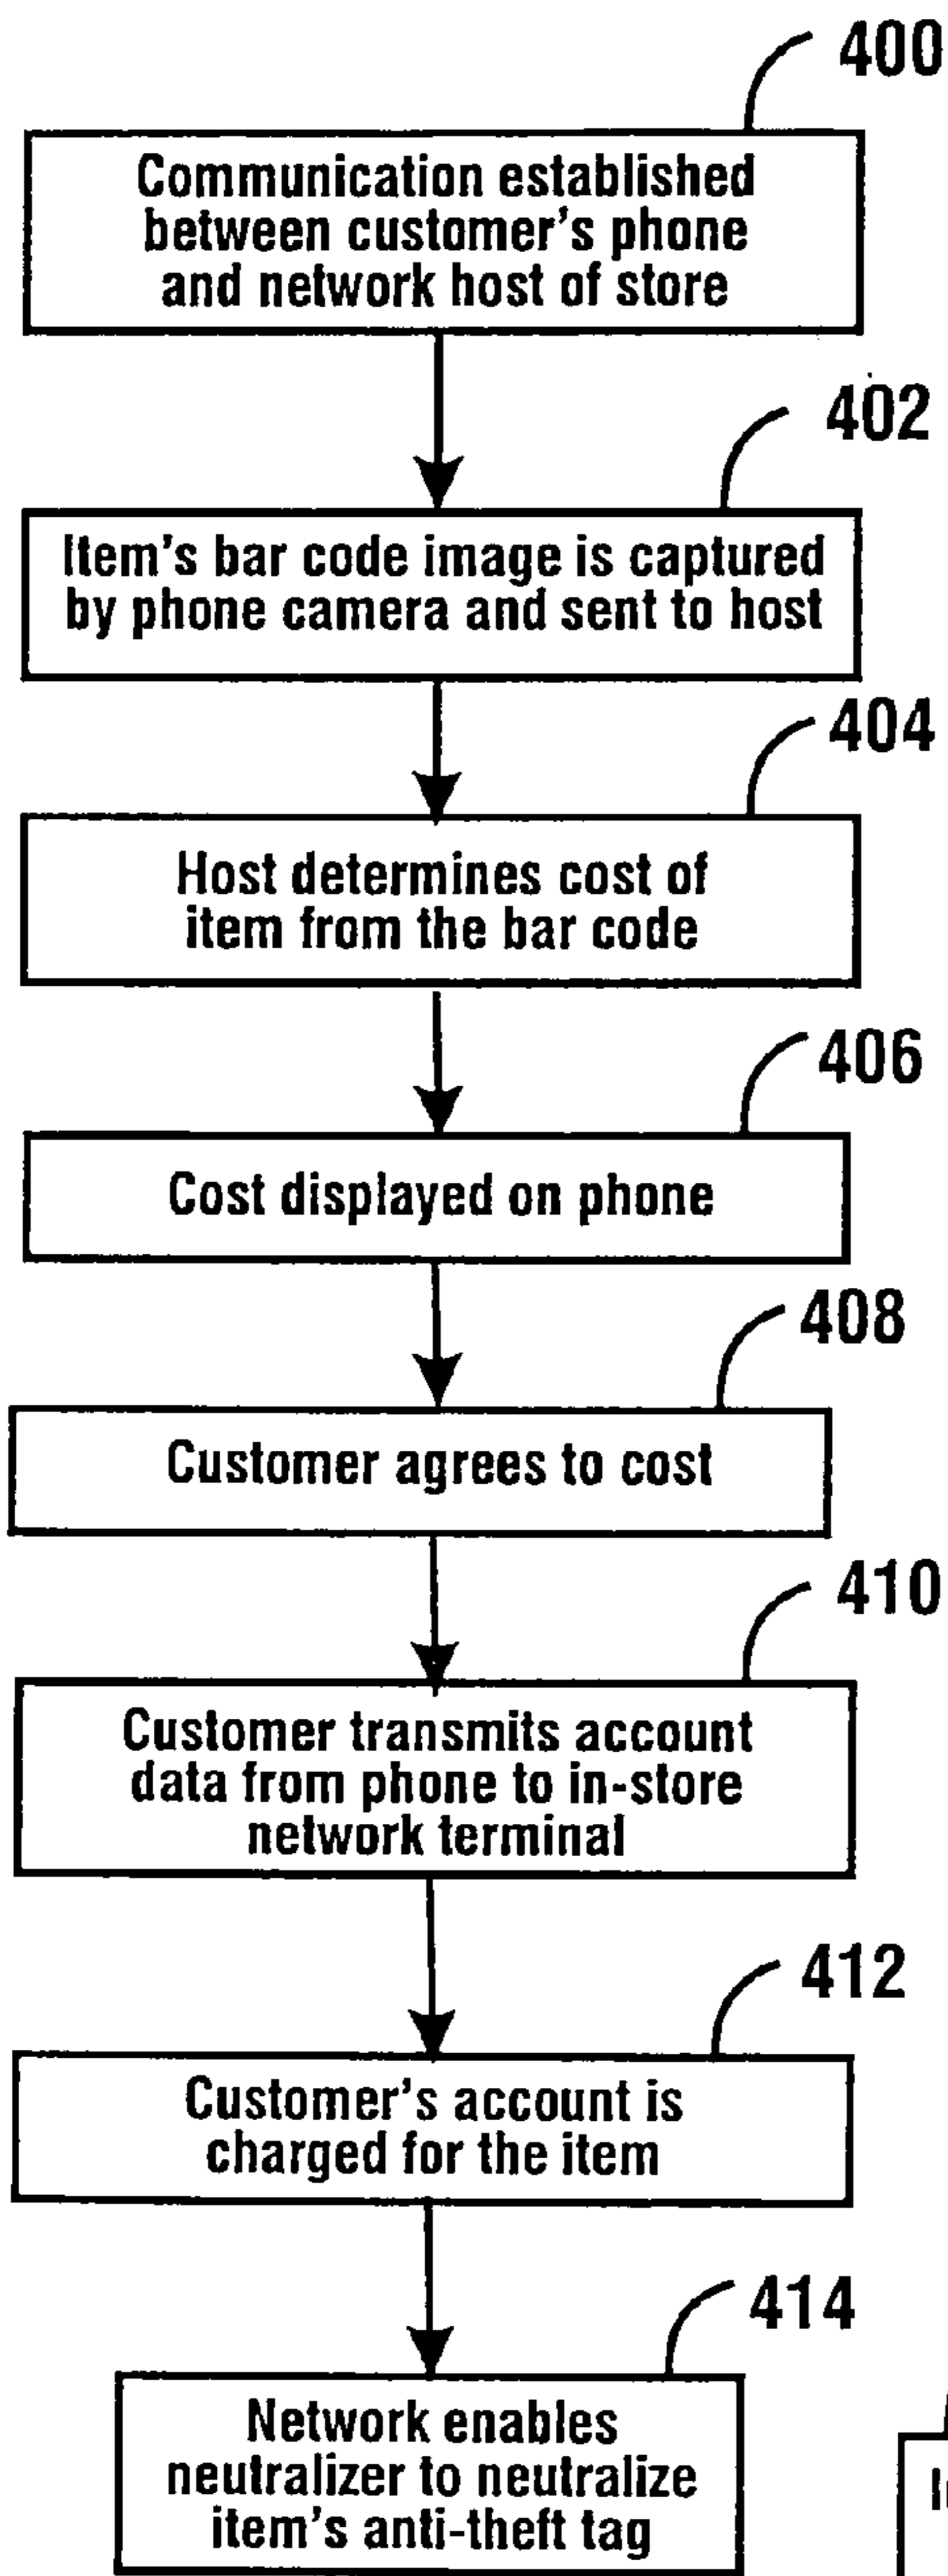 400
Communication established
between customer's phone
and network host of store
402
Item's bar code image is captured
by phone camera and sent to host
404
Host determines cost of
item from the bar code
406
Cost displayed on phone
408
Customer agrees to cost
410
Customer transmits account
data from phone to in-store
network terminal
412
Customer's account is
charged for the item
414
Network enables
neutralizer to neutralize
item's anti-theft tag